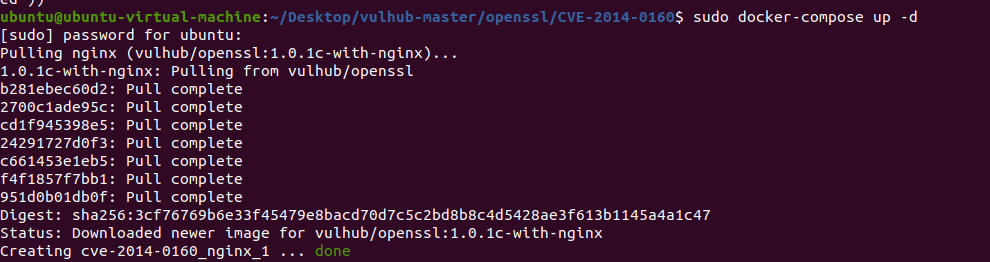 ubuntu@ubuntu-virtual-machine:~/Desktop/vulhub-master/openssl/CVE-2014-0160$ sudo docker-compose up -d
[sudo] password for ubuntu:
Pulling nginx (vulhub/openssl:1.0.1c-with-nginx)...
1.0.1c-with-nginx: Pulling from vulhub/openssl
b281ebec60d2: Pull complete
2700c1ade95c: Pull complete
cd1f945398e5: Pull complete
24291727d0f3: Pull complete
c661453e1eb5: Pull complete
f4f1857f7bb1: Pull complete
951d0b01db0f: Pull complete
Digest: sha256:3cf76769b6e33f45479e8bacd70d7c5c2bd8b8c4d5428ae3f613b1145a4a1c47
Status: Downloaded newer image for vulhub/openssl:1.0.1c-with-nginx
Creating cve-2014-0160_nginx_1 ... done